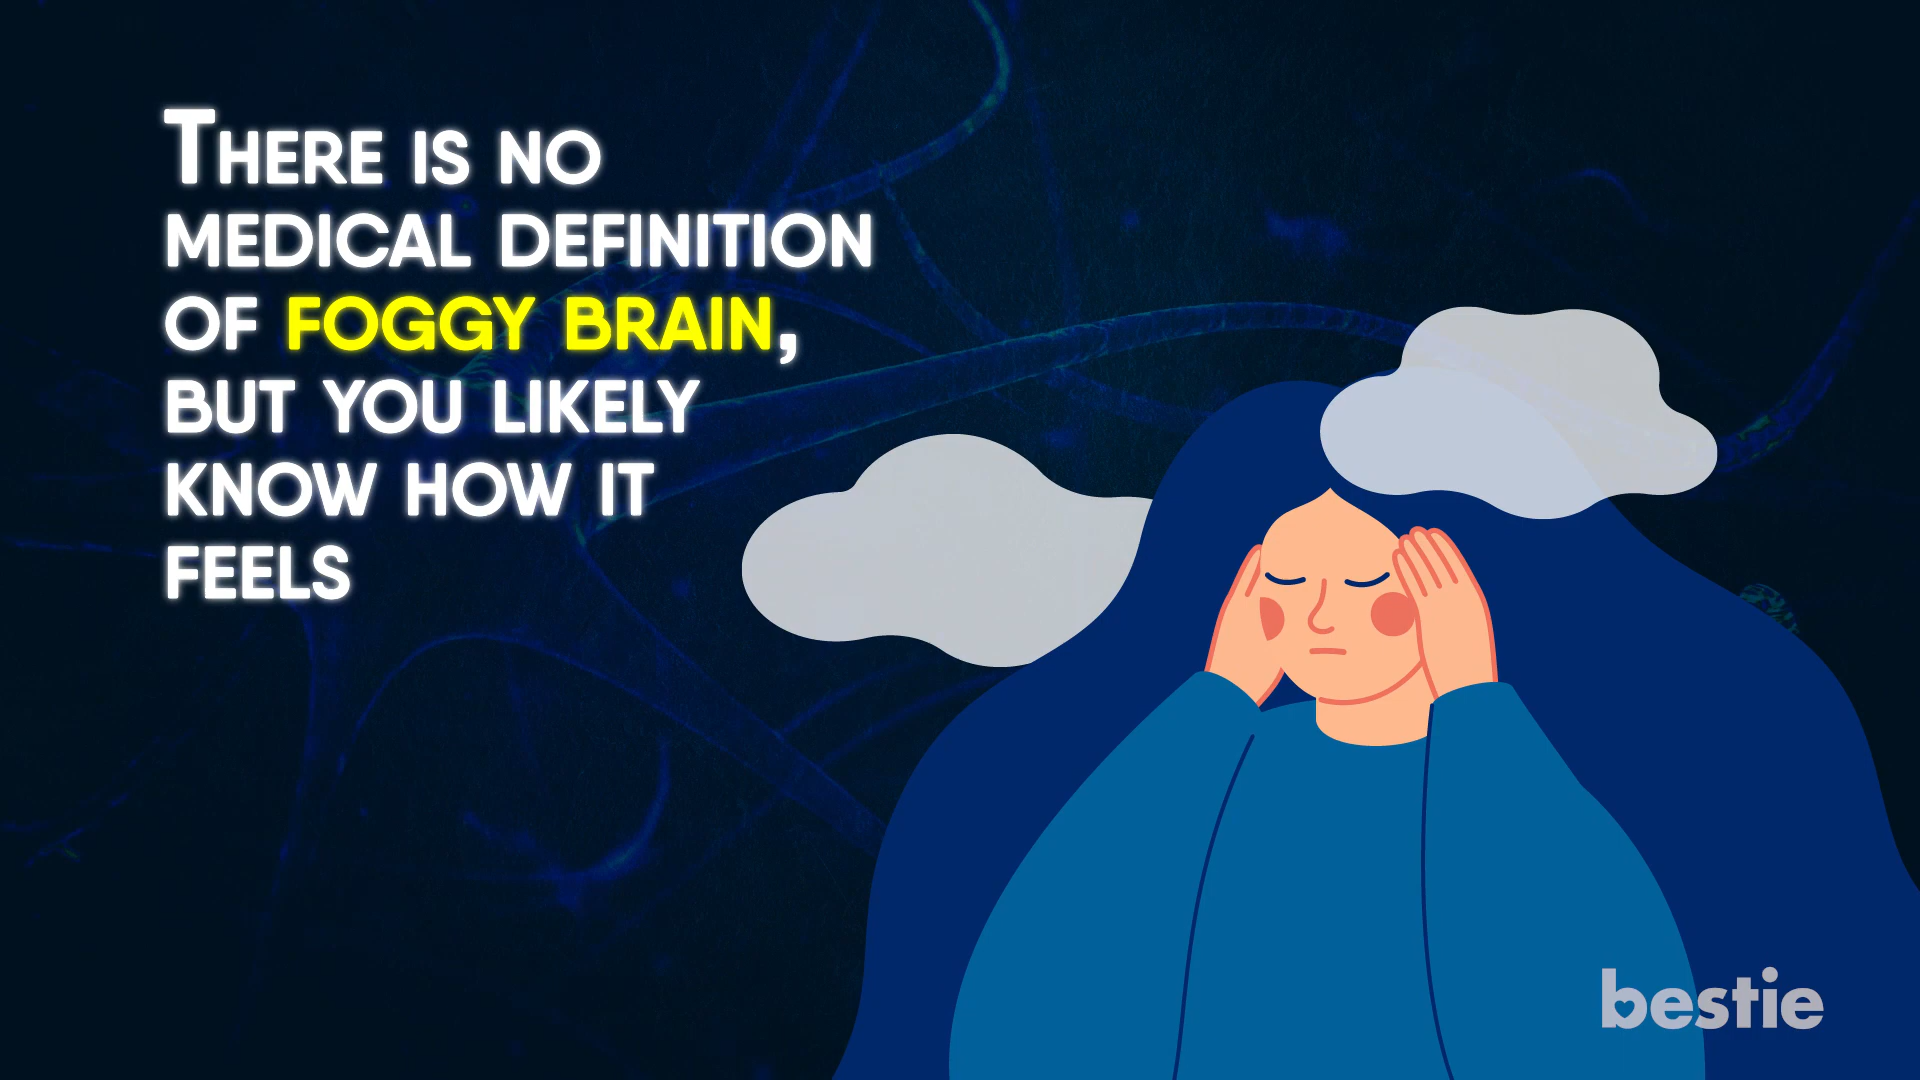 There is no
medical definition
of foggy brain,
but you likely
know how it
feels
bestie